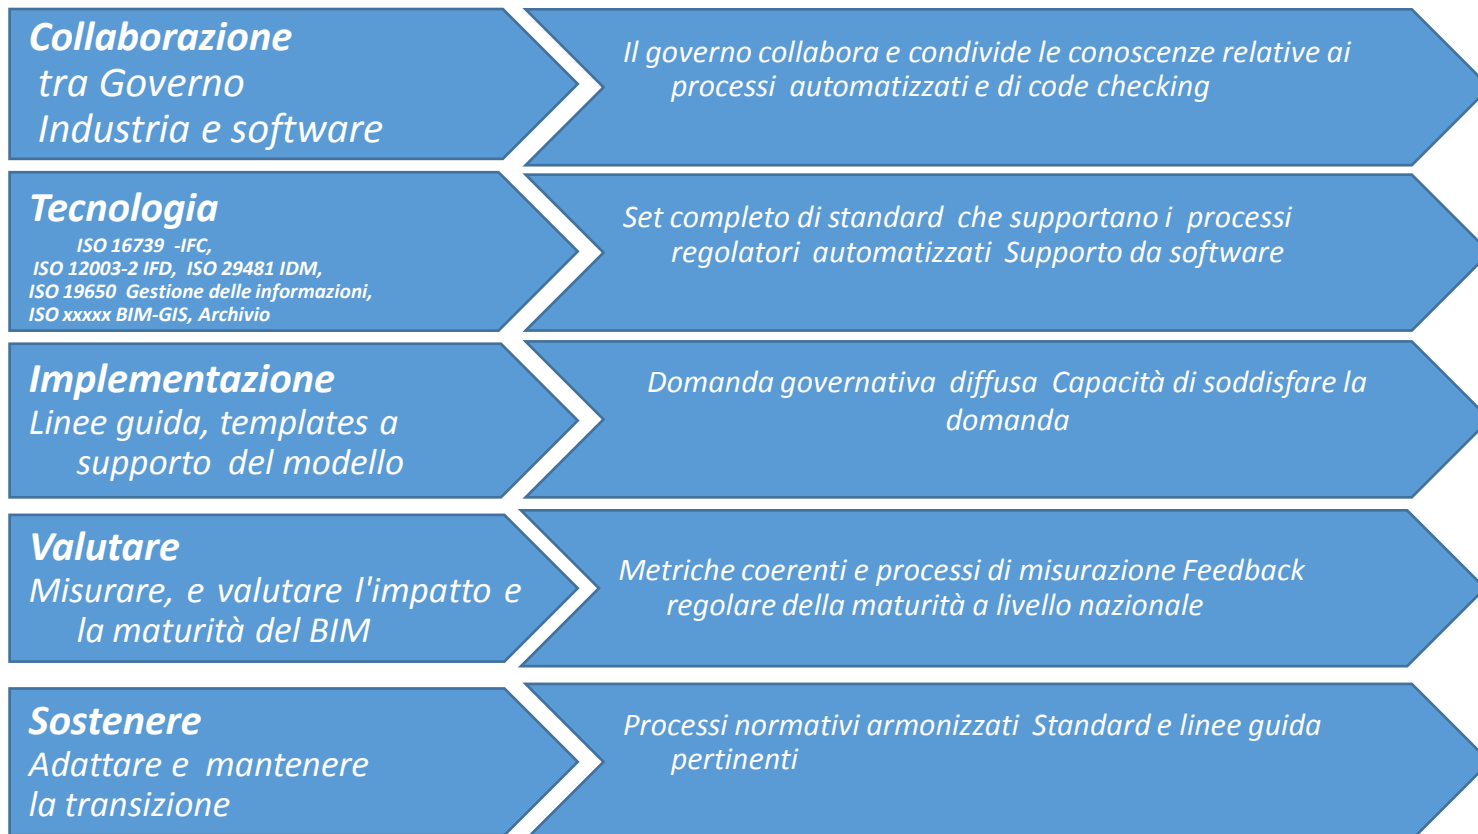 Collaborazione
tra Governo
Industria e software
Il governo collabora e condivide le conoscenze relative ai
processi automatizzati e di code checking
Tecnologia
ISO 16739 -IFC,
ISO 12003-2 IFD, ISO 29481 IDM,
ISO 19650 Gestione delle informazioni,
ISO xxxxx BIM-GIS, Archivio
Set completo di standard che supportano i processi
regolatori automatizzati Supporto da software
Implementazione
Linee guida, templates a
supporto del modello
Domanda governativa diffusa Capacità di soddisfare la
domanda
Valutare
Misurare, e valutare l'impatto e
la maturità del BIM
Metriche coerenti e processi di misurazione Feedback
regolare della maturità a livello nazionale
Sostenere
Adattare e mantenere
la transizione
Processi normativi armonizzati Standard e linee guida
pertinenti